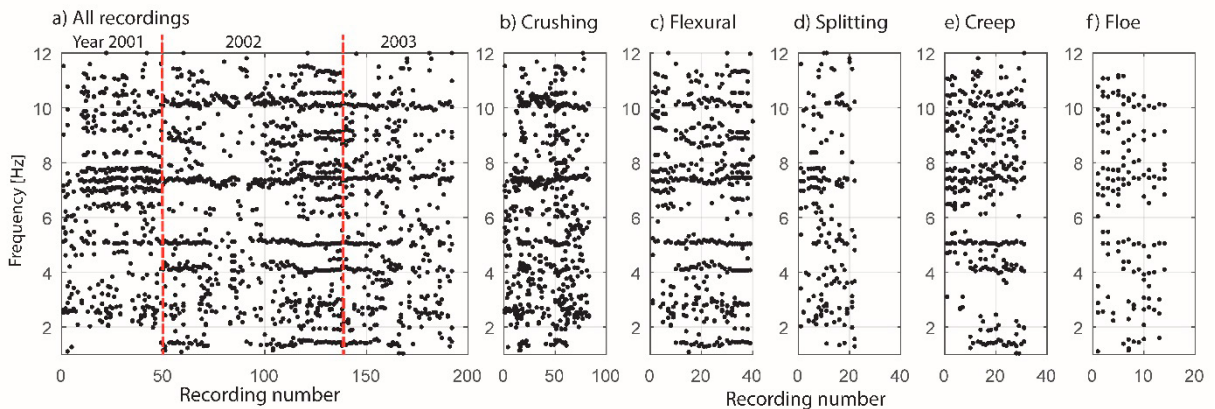 a) All recordings
b) Crushing
c) Flexural
d) Splitting
e) Creep
f) Floe
Year 2001
2002
2003
12 12 12 12 12 12
10 10 10 10 10 10
8 8 8 8 8 8
6 6 6 6 6 6
4 4 4 4 4 4
2 2 2 2 2 2
Frequency [Hz]
0 50 100 150 200
0 50 100
0 20 40
0 20 40
0 20 40
0 10 20
Recording number
Recording number